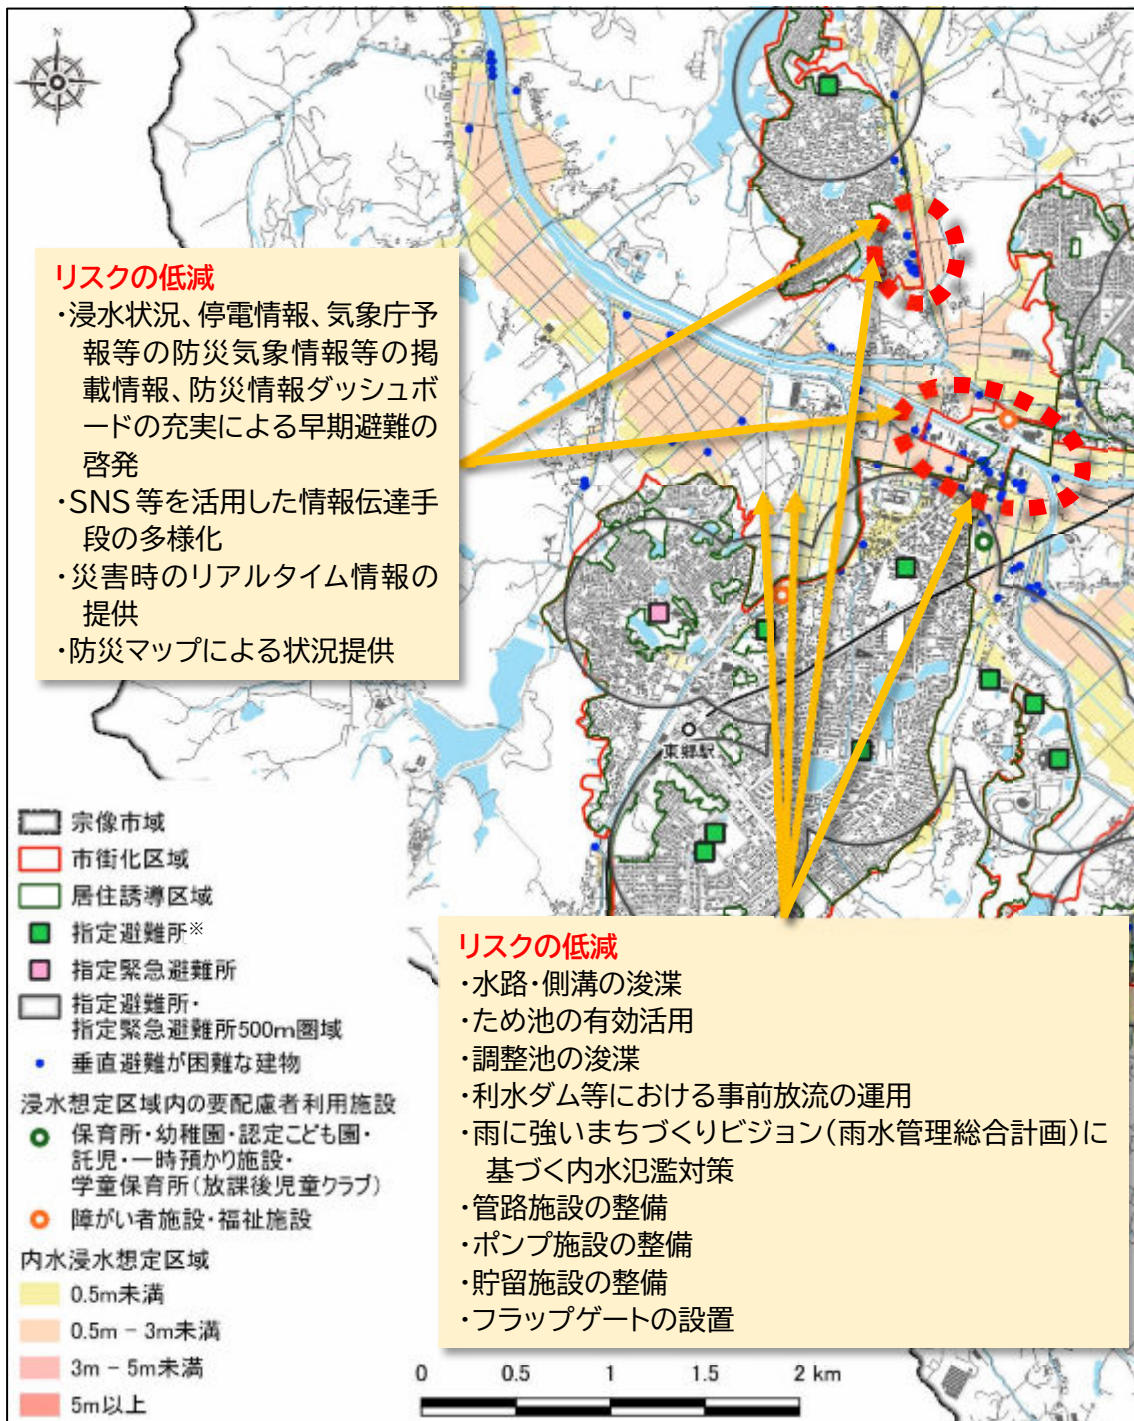 N
リスクの低減
・浸水状況、停電情報、気象庁予
報等の防災気象情報等の掲
載情報、防災情報ダッシュボ
ードの充実による早期避難の
啓発
・SNS 等を活用した情報伝達手
段の多様化
・災害時のリアルタイム情報の
提供
・防災マップによる状況提供
東郷駅
宗像市域
市街化区域
居住誘導区域
指定避難所※
指定緊急避難所
指定避難所・
指定緊急避難所500m圏域
垂直避難が困難な建物
浸水想定区域内の要配慮者利用施設
保育所・幼稚園・認定こども園・
託児・一時預かり施設・
学童保育所(放課後児童クラブ)
障がい者施設・福祉施設
内水浸水想定区域
0.5m未満
0.5m - 3m未満
3m - 5m未満
5m以上
リスクの低減
・水路・側溝の浚渫
・ため池の有効活用
・調整池の浚渫
・利水ダム等における事前放流の運用
・雨に強いまちづくりビジョン(雨水管理総合計画)に
基づく内水氾濫対策
・管路施設の整備
・ポンプ施設の整備
・貯留施設の整備
・フラップゲートの設置
0 0.5 1 1.5 2 km